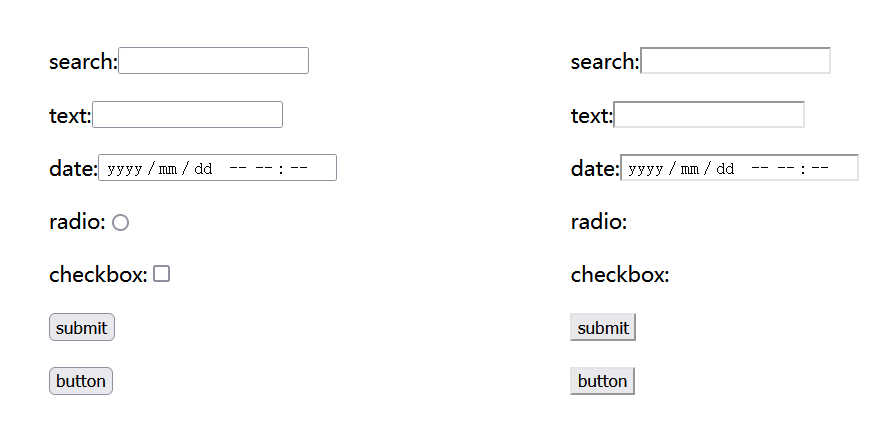 search:
text:
date: yyyy/mm/dd -- --:--
radio:
checkbox:
submit
button
search:
text:
date: yyyy/mm/dd -- --:--
radio:
checkbox:
submit
button